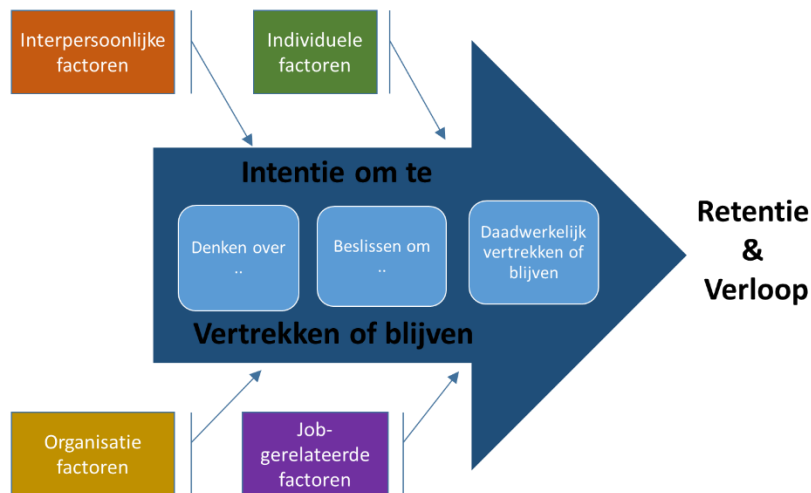 Interpersoonlijke
factoren
Individuele
factoren
Intentie om te
Denken over
..
Beslissen om
..
Daadwerkelijk
vertrekken of
blijven
Vertrekken of blijven
Retentie
&
Verloop
Organisatie
factoren
Job-
gerelateerde
factoren